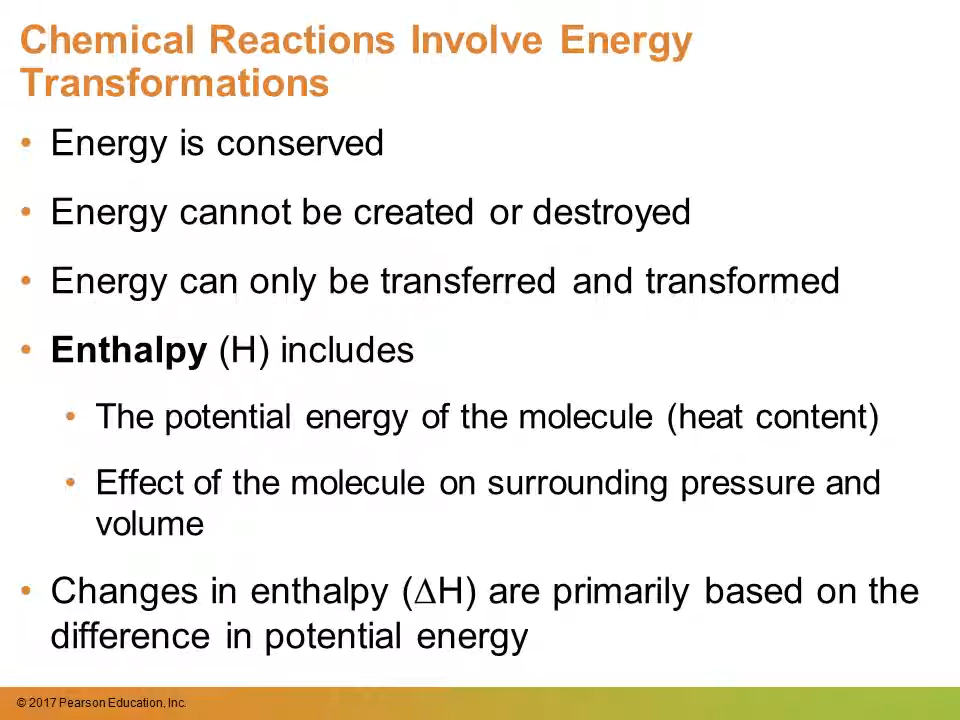 Chemical Reactions Involve Energy
Transformations
• Energy is conserved
• Energy cannot be created or destroyed
• Energy can only be transferred and transformed
• Enthalpy (H) includes
• The potential energy of the molecule (heat content)
• Effect of the molecule on surrounding pressure and
volume
• Changes in enthalpy (∆H) are primarily based on the
difference in potential energy
© 2017 Pearson Education, Inc.